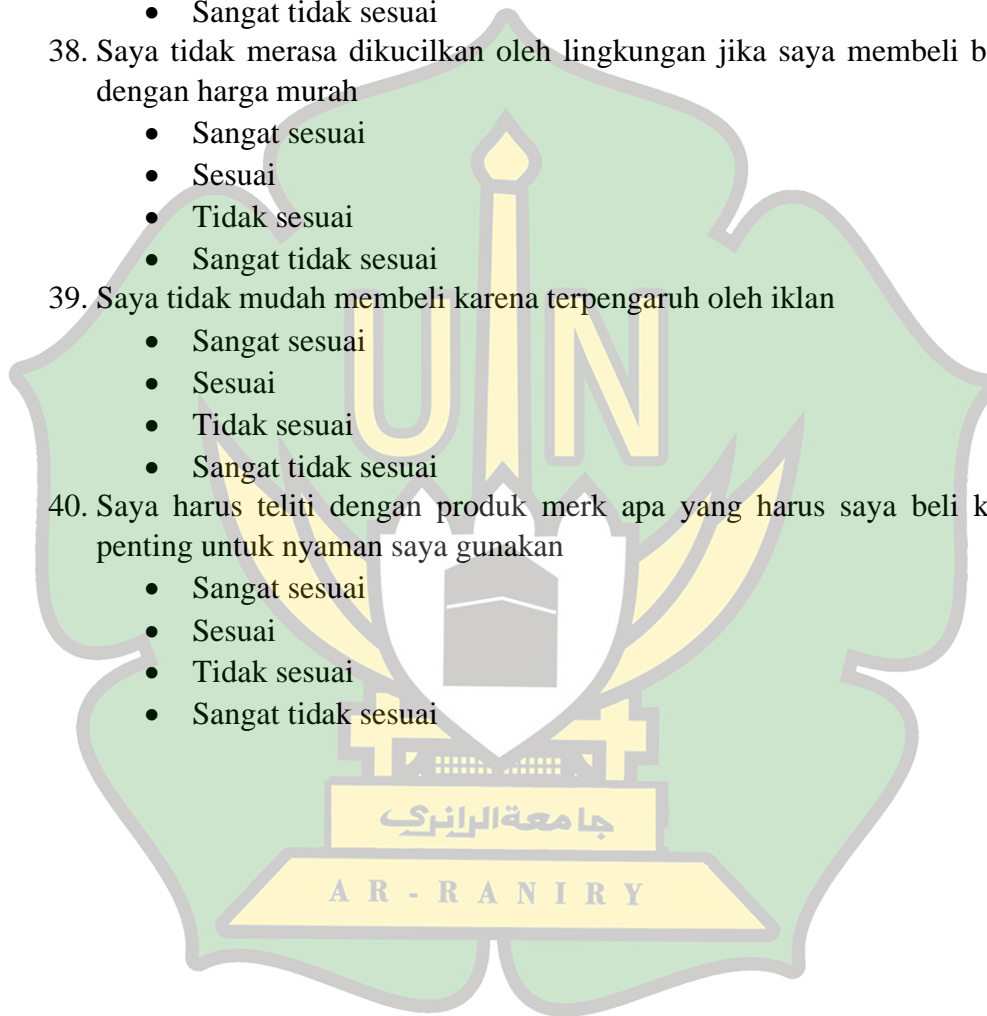 • Sangat tidak sesuai
38. Saya tidak merasa dikucilkan oleh lingkungan jika saya membeli b
dengan harga murah
• Sangat sesuai
• Sesuai
• Tidak sesuai
• Sangat tidak sesuai
39. Saya tidak mudah membeli karena terpengaruh oleh iklan
• Sangat sesuai
• Sesuai
• Tidak sesuai
• Sangat tidak sesuai
40. Saya harus teliti dengan produk merk apa yang harus saya beli k
penting untuk nyaman saya gunakan
• Sangat sesuai
• Sesuai
• Tidak sesuai
• Sangat tidak sesuai
UIN
جامعة الرانري
AR-RANIRY